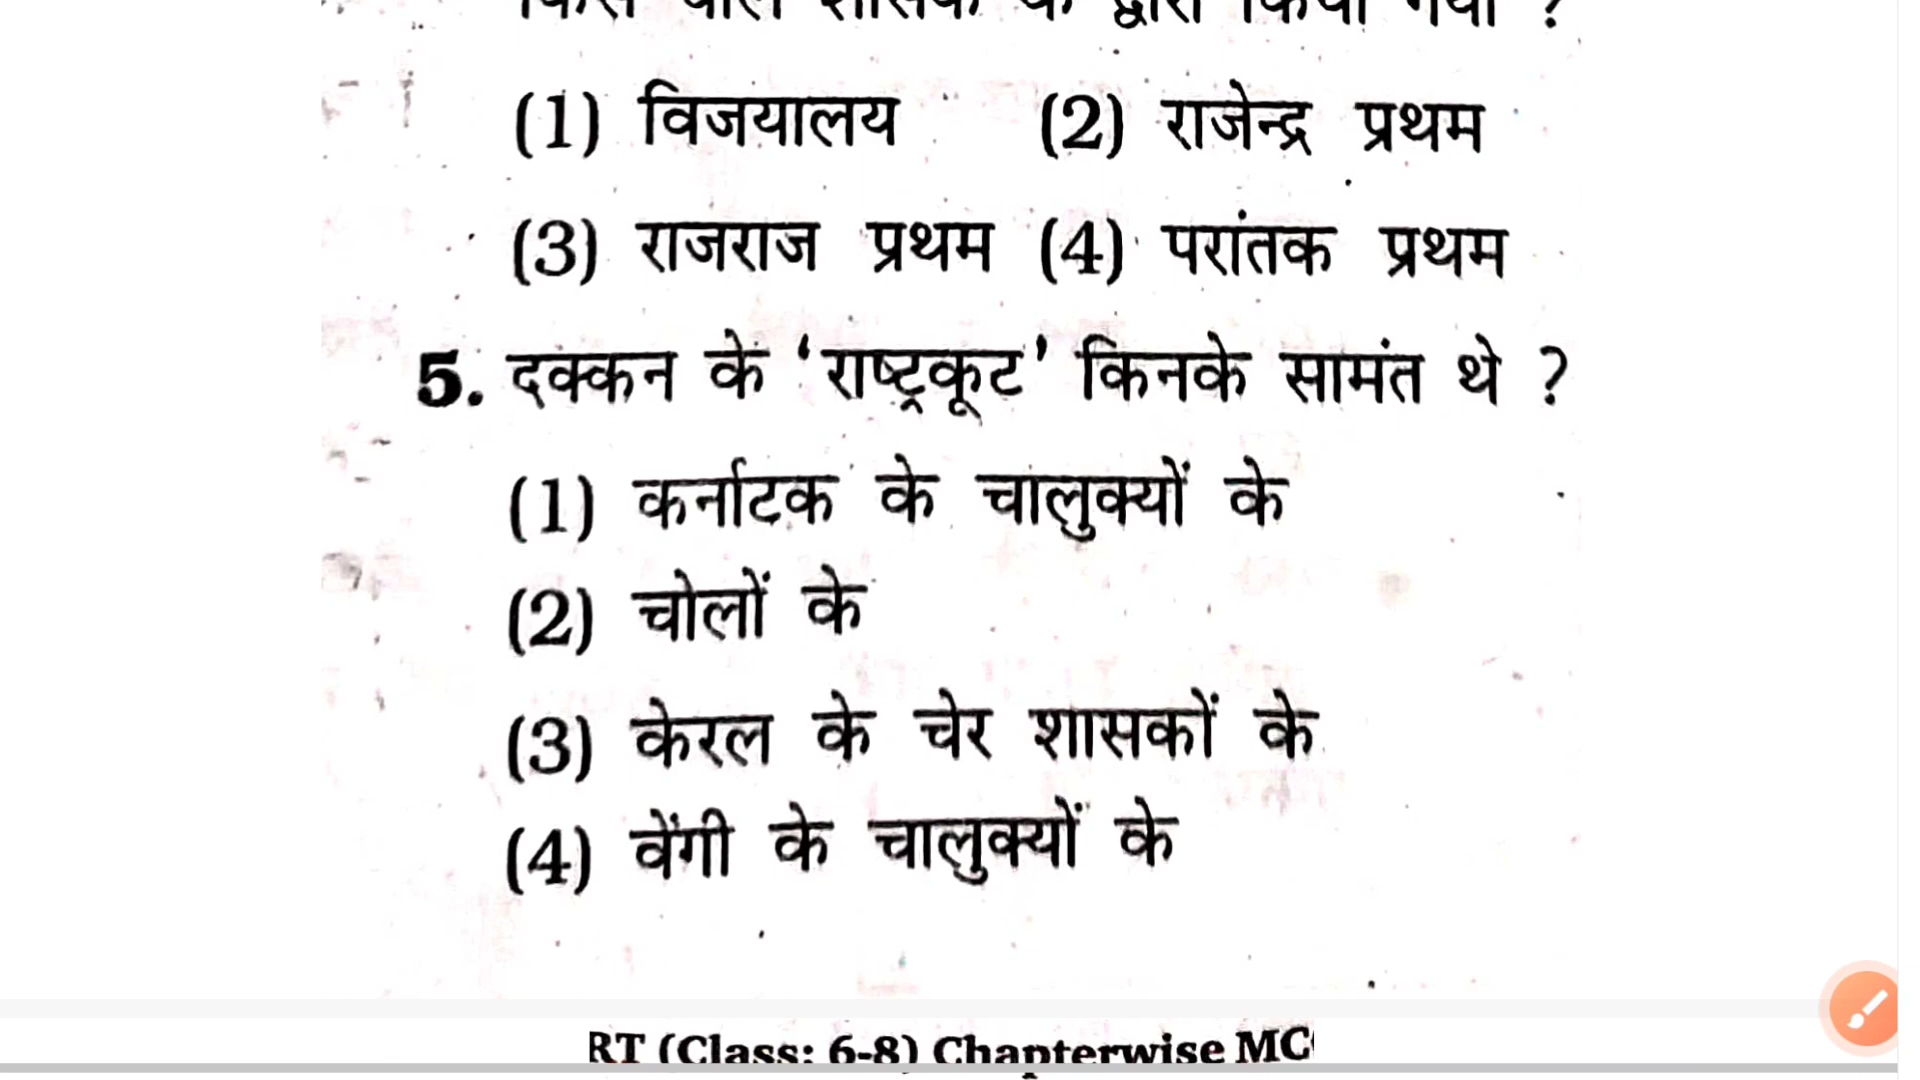 (1) विजयालय (2) राजेन्द्र प्रथम
(3) राजराज प्रथम (4) परांतक प्रथम
5. दक्कन के 'राष्ट्रकूट' किनके सामंत थे ?
(1) कर्नाटक के चालुक्यों के
(2) चोलों के
(3) केरल के चेर शासकों के
(4) वेंगी के चालुक्यों के
RT (Class: 6-8) Chapterwise MC